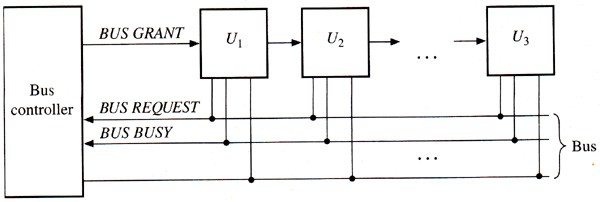 BUS GRANT
U1
U2
...
U3
Bus
controller
BUS REQUEST
BUS BUSY
Bus
...